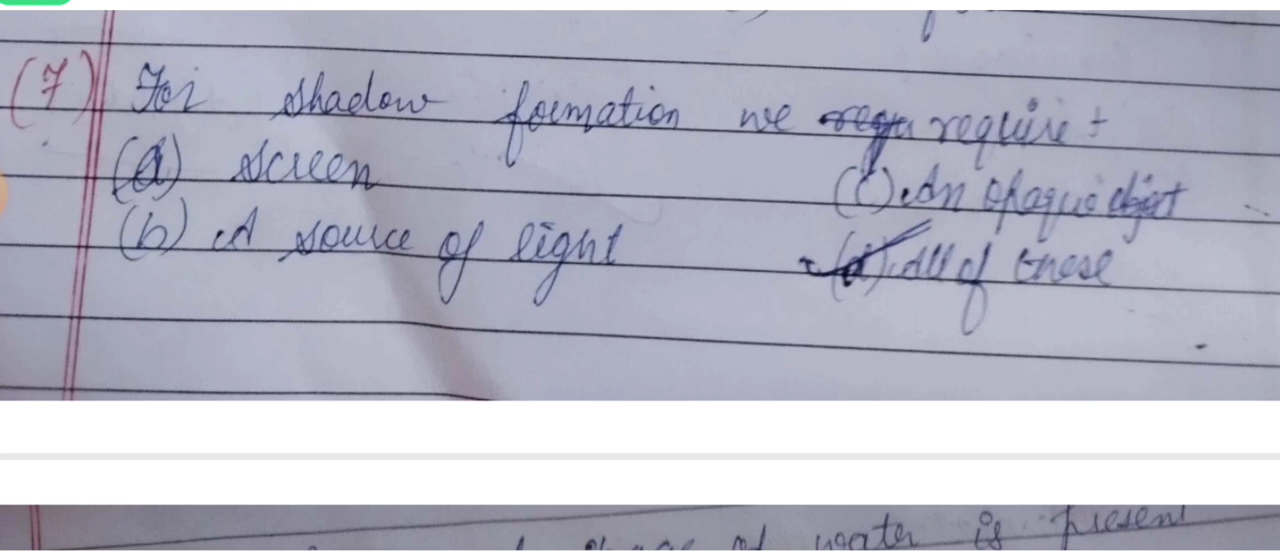 (7) For shadow formation we require :
(a) screen
(c) An opaque object
(b) A source of light
(d) All of these
water is present